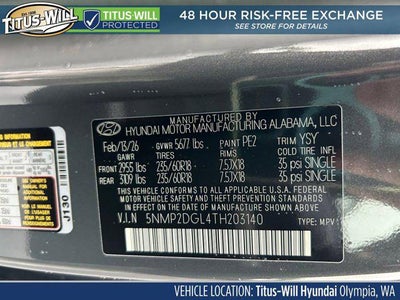 TITUS-WILL
TITUS-WILL
PROTECTED
48 HOUR RISK-FREE EXCHANGE
SEE STORE FOR DETAILS
MANUFACTURED BY
HYUNDAI MOTOR MANUFACTURING ALABAMA, LLC
Feb/13/26 GVWR 5677 lbs PAINT PE2 TRIM YSY
GAWR TIRES RIMS COLD TIRE INFL. PRES.
FRONT 2955 lbs 235/60R18 7.5JX18 35 psi SINGLE
REAR 3109 lbs 235/60R18 7.5JX18 35 psi SINGLE
THIS VEHICLE CONFORMS TO ALL APPLICABLE U.S.
FEDERAL MOTOR VEHICLE SAFETY AND THEFT PREVENTION
STANDARDS IN EFFECT ON THE DATE OF MANUFACTURE SHOWN ABOVE.
V.I.N 5NMP2DGL4TH203140 TYPE: MPV
J130
VEHICLE LOCATION: Titus-Will Hyundai Olympia, WA